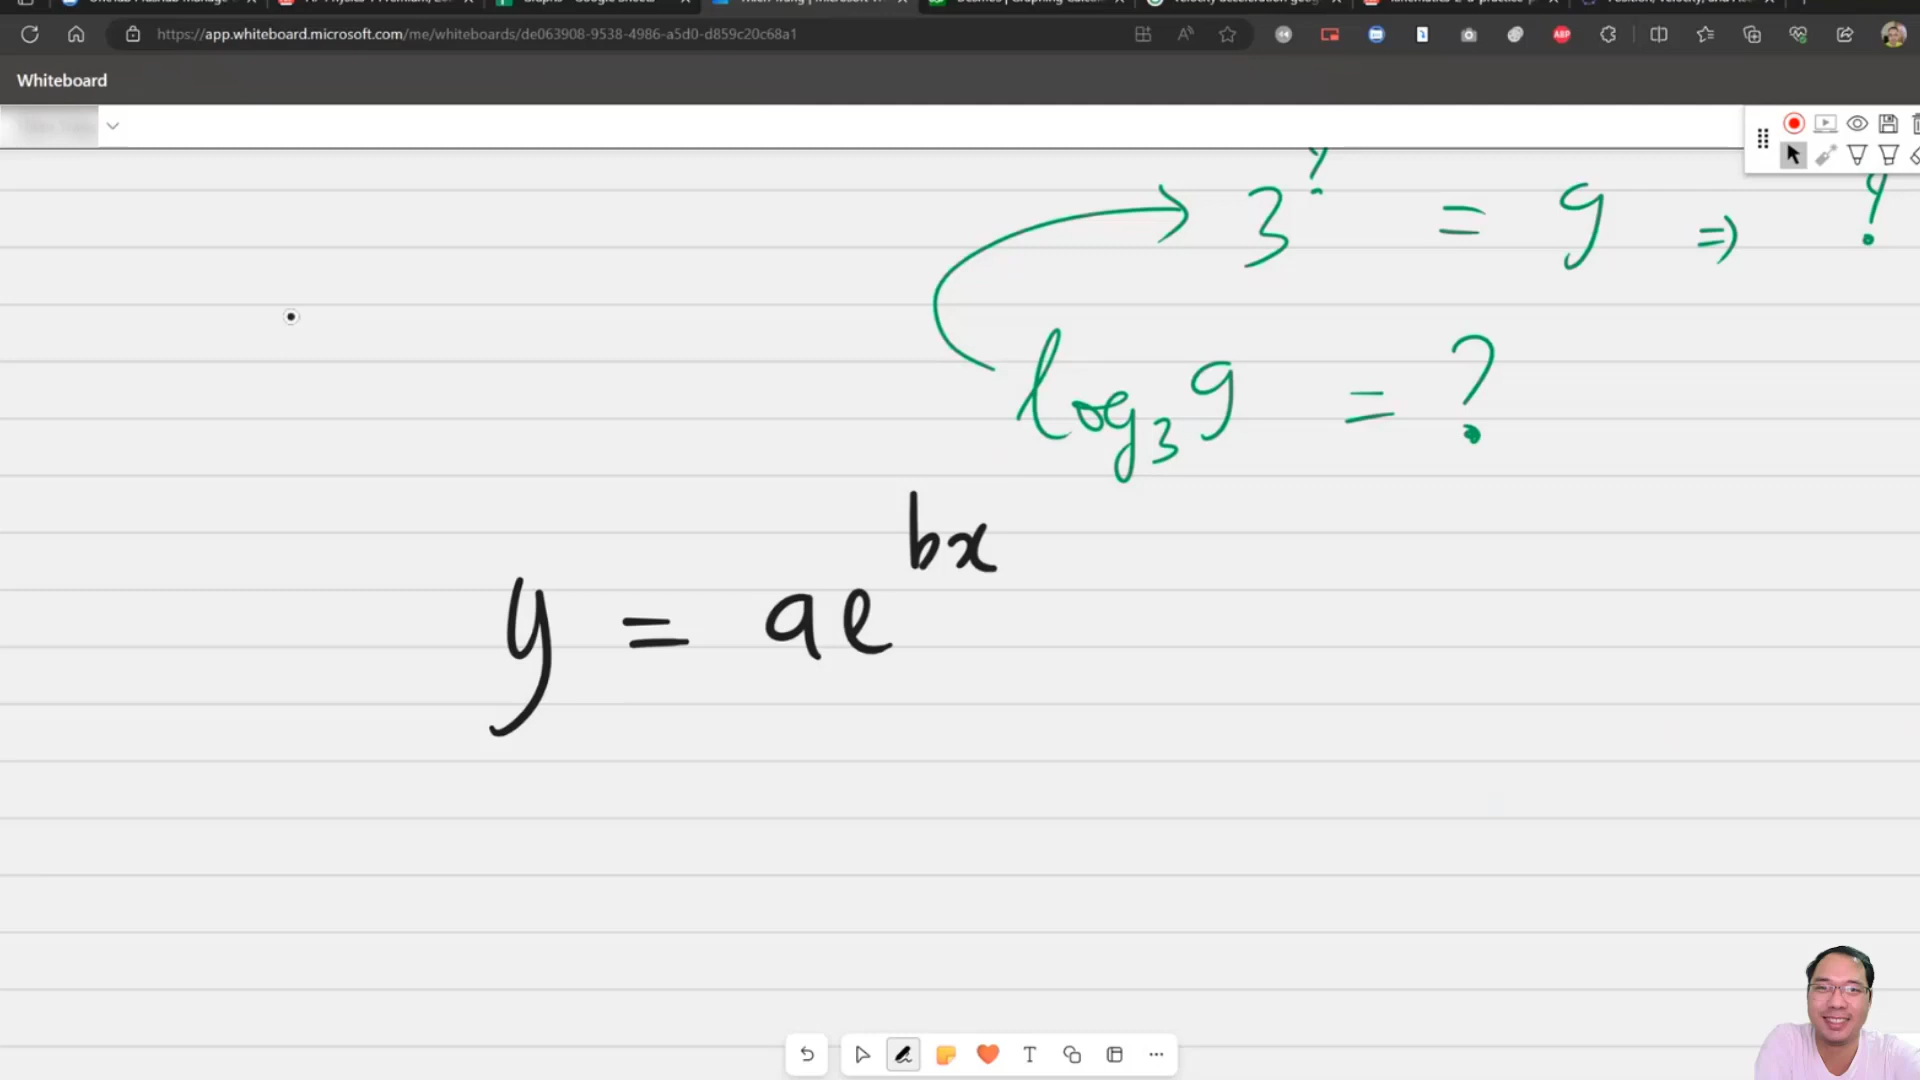 https://app.whiteboard.microsoft.com/me/whiteboards/de063908-9538-4986-a5d0-d859c20c68a1
Whiteboard
3^? = 9 => ?
log₃9 = ?
y = ae^bx